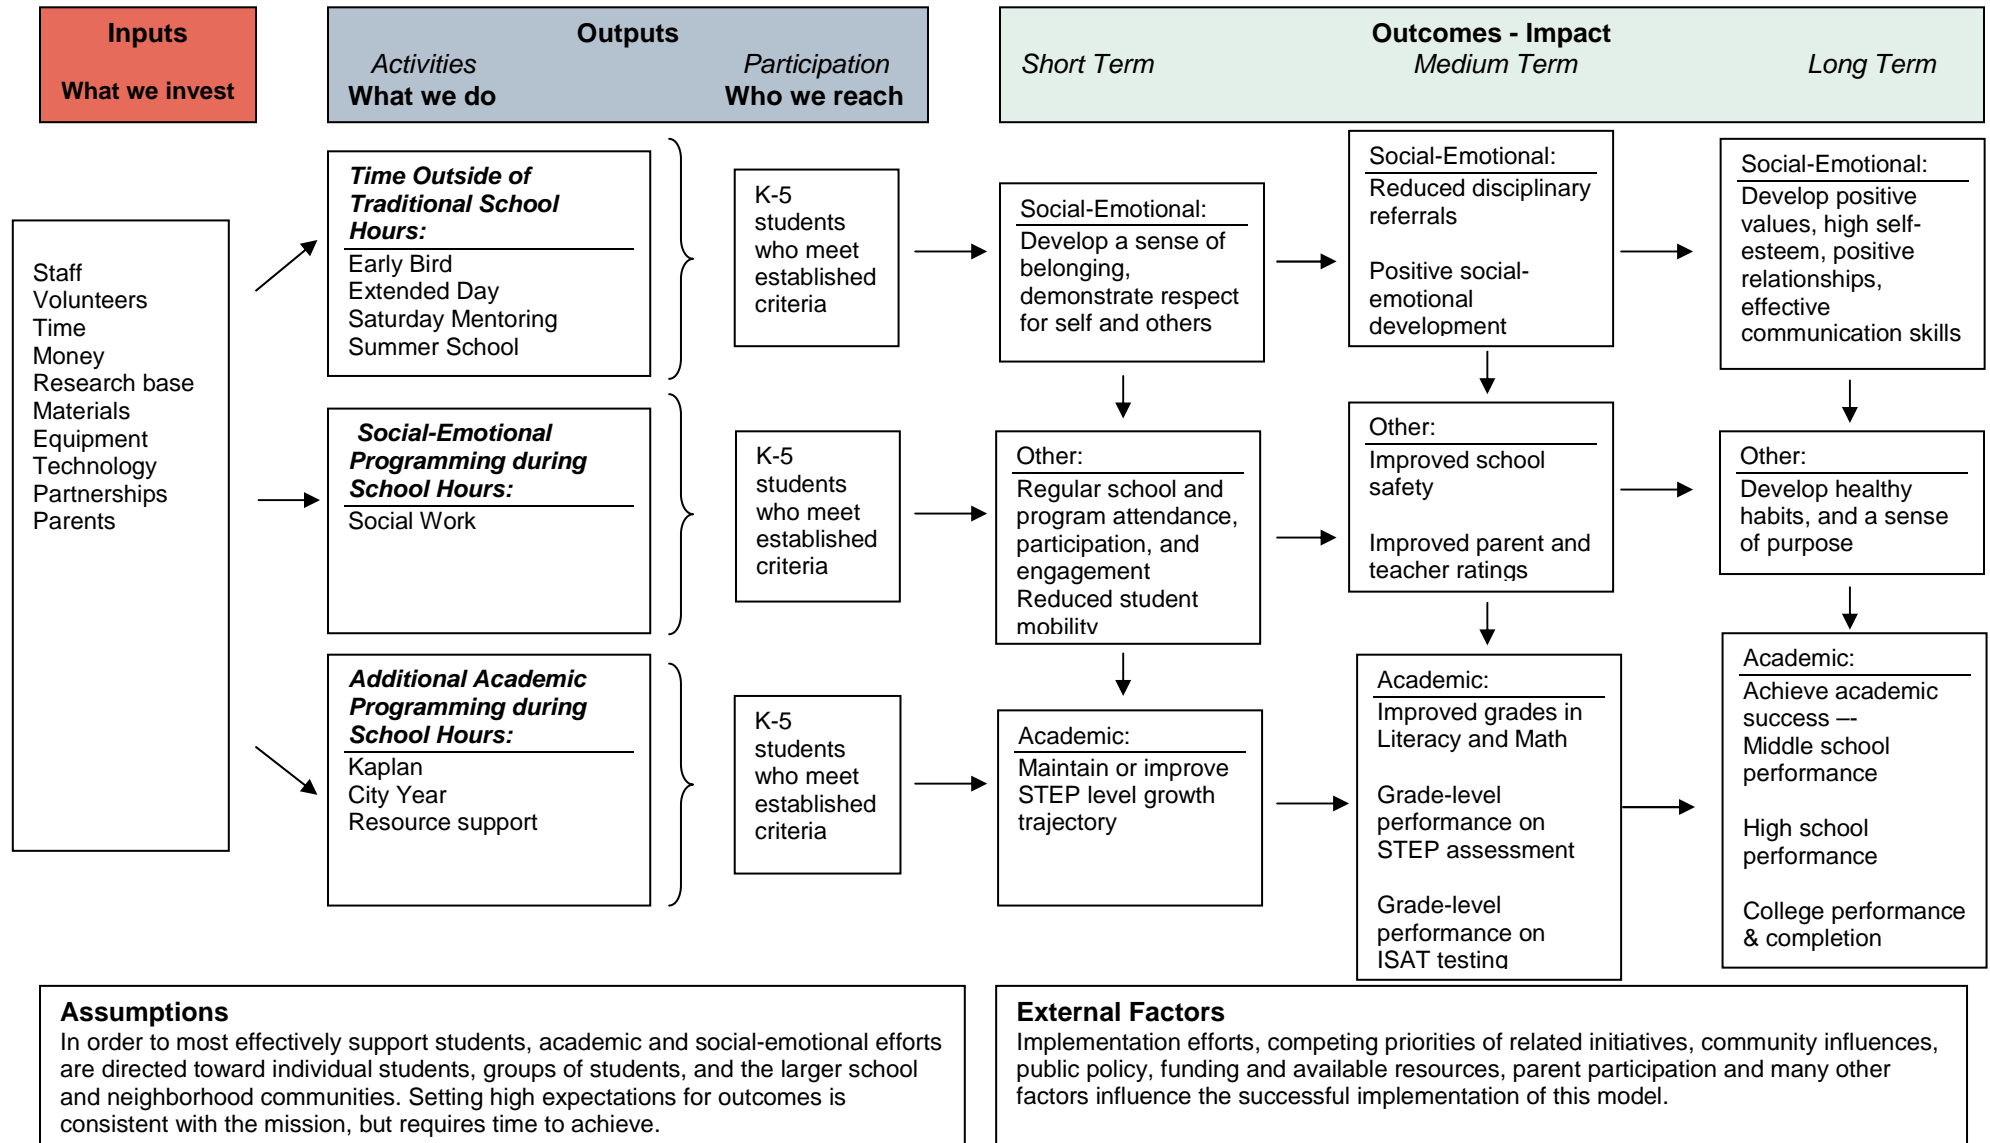 Inputs
What we invest
Outputs
Activities
What we do
Participation
Who we reach
Outcomes - Impact
Short Term
Medium Term
Long Term
Staff
Volunteers
Time
Money
Research base
Materials
Equipment
Technology
Partnerships
Parents
Time Outside of
Traditional School
Hours:
Early Bird
Extended Day
Saturday Mentoring
Summer School
K-5
students
who meet
established
criteria
Social-Emotional:
Develop a sense of
belonging,
demonstrate respect
for self and others
Social-Emotional:
Reduced disciplinary
referrals
Positive social-
emotional
development
Social-Emotional:
Develop positive
values, high self-
esteem, positive
relationships,
effective
communication skills
Social-Emotional
Programming during
School Hours:
Social Work
K-5
students
who meet
established
criteria
Other:
Regular school and
program attendance,
participation, and
engagement
Reduced student
mobility
Other:
Improved school
safety
Improved parent and
teacher ratings
Other:
Develop healthy
habits, and a sense
of purpose
Additional Academic
Programming during
School Hours:
Kaplan
City Year
Resource support
K-5
students
who meet
established
criteria
Academic:
Maintain or improve
STEP level growth
trajectory
Academic:
Improved grades in
Literacy and Math
Grade-level
performance on
STEP assessment
Grade-level
performance on
ISAT testing
Academic:
Achieve academic
success –-
Middle school
performance
High school
performance
College performance
& completion
Assumptions
In order to most effectively support students, academic and social-emotional efforts
are directed toward individual students, groups of students, and the larger school
and neighborhood communities. Setting high expectations for outcomes is
consistent with the mission, but requires time to achieve.
External Factors
Implementation efforts, competing priorities of related initiatives, community influences,
public policy, funding and available resources, parent participation and many other
factors influence the successful implementation of this model.